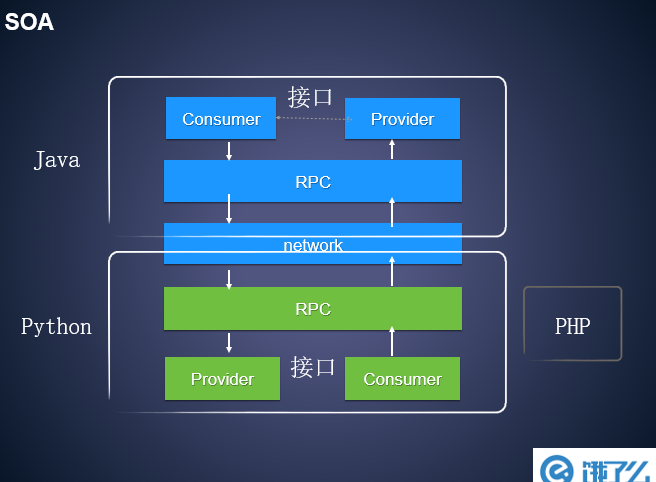 SOA
接口
Consumer
Provider
Java
RPC
network
RPC
Python
PHP
接口
Provider
Consumer
饿了么